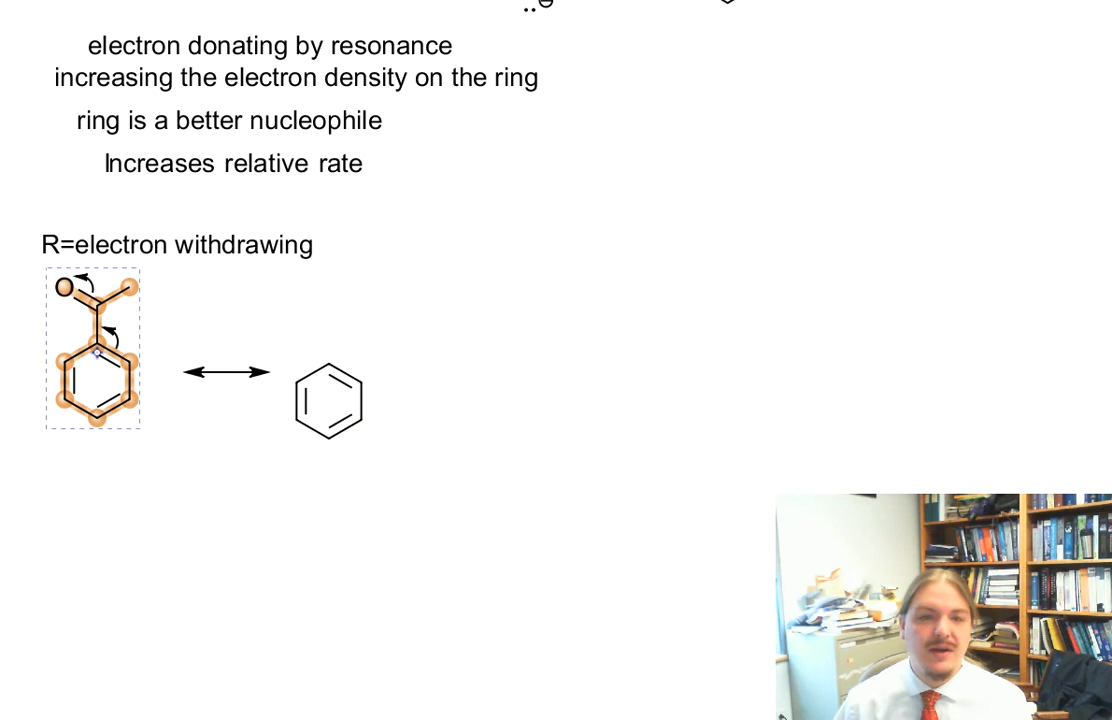 electron donating by resonance
increasing the electron density on the ring
ring is a better nucleophile
Increases relative rate
R=electron withdrawing
O